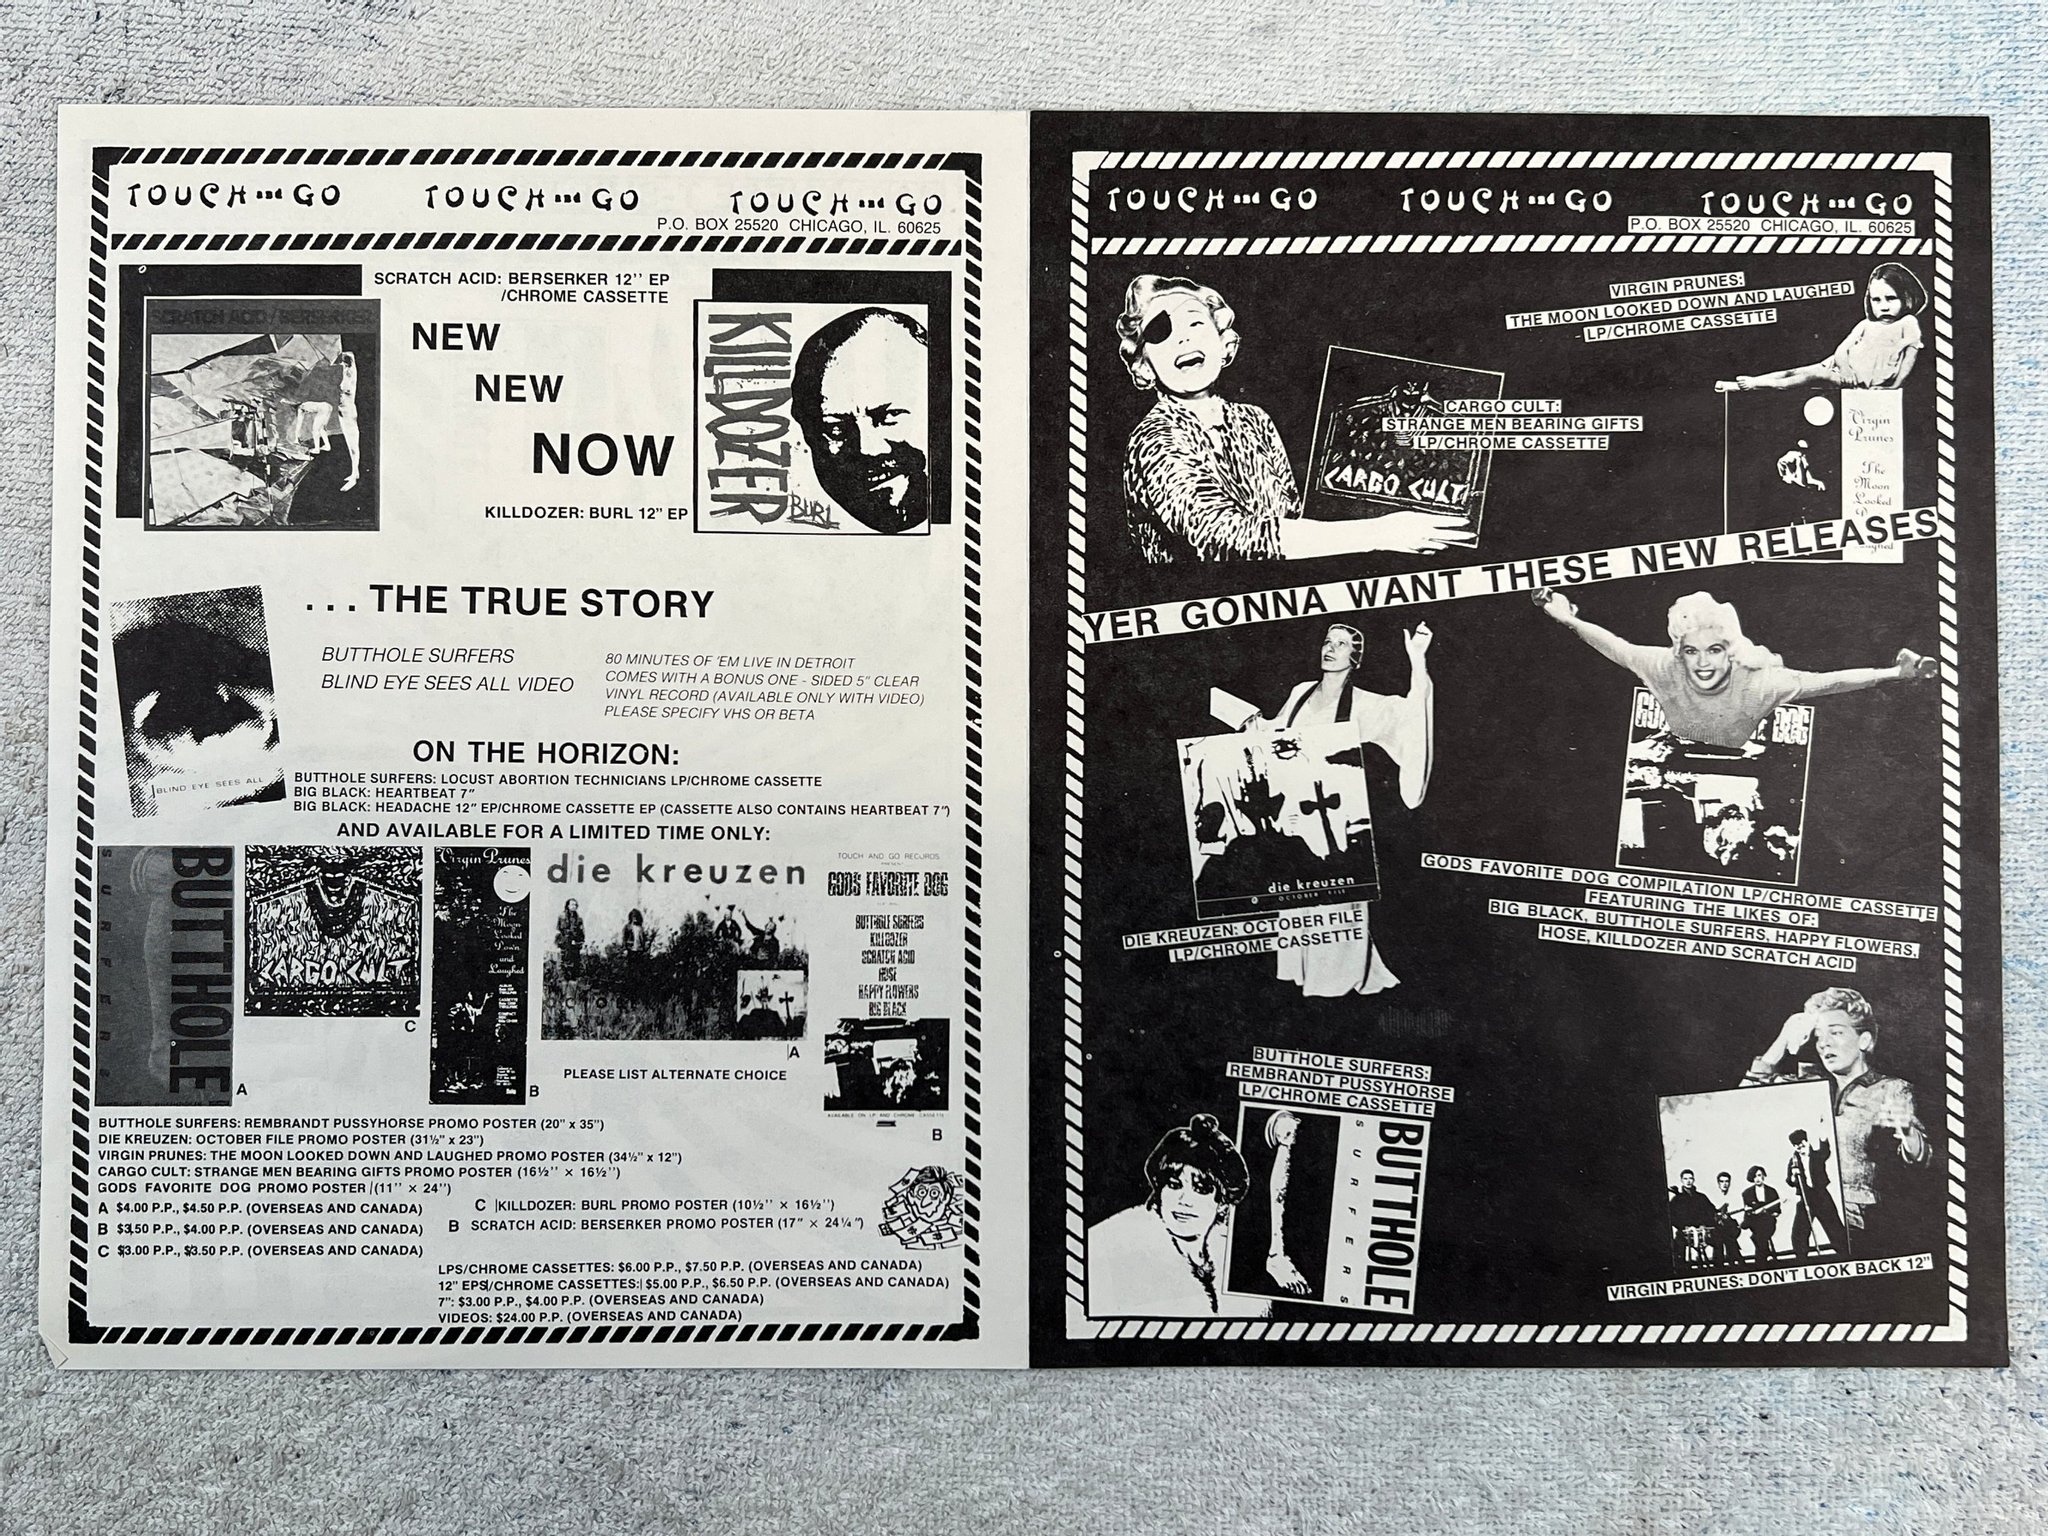 TOUCH and GO TOUCH and GO TOUCH and GO
P.O. BOX 25520 CHICAGO, IL. 60625
SCRATCH ACID: BERSERKER 12'' EP
/CHROME CASSETTE
SCRATCH ACID/BERSERKER
NEW
NEW
NOW
KILLDOZER
BURL
KILLDOZER: BURL 12" EP
. . . THE TRUE STORY
BUTTHOLE SURFERS
BLIND EYE SEES ALL VIDEO
80 MINUTES OF 'EM LIVE IN DETROIT
COMES WITH A BONUS ONE - SIDED 5" CLEAR
VINYL RECORD (AVAILABLE ONLY WITH VIDEO)
PLEASE SPECIFY VHS OR BETA
BLIND EYE SEES ALL
ON THE HORIZON:
BUTTHOLE SURFERS: LOCUST ABORTION TECHNICIANS LP/CHROME CASSETTE
BIG BLACK: HEARTBEAT 7"
BIG BLACK: HEADACHE 12" EP/CHROME CASSETTE EP (CASSETTE ALSO CONTAINS HEARTBEAT 7")
AND AVAILABLE FOR A LIMITED TIME ONLY:
BUTTHOLE
SURFERS
A
CARGO CULT
C
Virgin Prunes
The
Moon
Looked
Down
and
Laughed
B
die kreuzen
OCTOBER
A
TOUCH AND GO RECORDS
PRESENT
GODS FAVORITE DOG
BUTTHOLE SURFERS
KILLDOZER
SCRATCH ACID
HOSE
HAPPY FLOWERS
BIG BLACK
AVAILABLE ON LP AND CHROME CASSETTE
B
PLEASE LIST ALTERNATE CHOICE
BUTTHOLE SURFERS: REMBRANDT PUSSYHORSE PROMO POSTER (20" x 35")
DIE KREUZEN: OCTOBER FILE PROMO POSTER (31½" x 23")
VIRGIN PRUNES: THE MOON LOOKED DOWN AND LAUGHED PROMO POSTER (34½" x 12")
CARGO CULT: STRANGE MEN BEARING GIFTS PROMO POSTER (16½'' × 16½'')
GODS FAVORITE DOG PROMO POSTER (11'' × 24'')
A $4.00 P.P., $4.50 P.P. (OVERSEAS AND CANADA)
B $3.50 P.P., $4.00 P.P. (OVERSEAS AND CANADA)
C $3.00 P.P., $3.50 P.P. (OVERSEAS AND CANADA)
C KILLDOZER: BURL PROMO POSTER (10½'' × 16½'')
B SCRATCH ACID: BERSERKER PROMO POSTER (17" × 24¼")
LPS/CHROME CASSETTES: $6.00 P.P., $7.50 P.P. (OVERSEAS AND CANADA)
12" EPS/CHROME CASSETTES: $5.00 P.P., $6.50 P.P. (OVERSEAS AND CANADA)
7": $3.00 P.P., $4.00 P.P. (OVERSEAS AND CANADA)
VIDEOS: $24.00 P.P. (OVERSEAS AND CANADA)
TOUCH and GO TOUCH and GO TOUCH and GO
P.O. BOX 25520 CHICAGO, IL. 60625
VIRGIN PRUNES:
THE MOON LOOKED DOWN AND LAUGHED
LP/CHROME CASSETTE
CARGO CULT:
STRANGE MEN BEARING GIFTS
LP/CHROME CASSETTE
CARGO CULT
Virgin
Prunes
The
Moon
Looked
Laughed
YER GONNA WANT THESE NEW RELEASES
die kreuzen
OCTOBER FILE
DIE KREUZEN: OCTOBER FILE
LP/CHROME CASSETTE
GODS DOG
GODS FAVORITE DOG COMPILATION LP/CHROME CASSETTE
FEATURING THE LIKES OF:
BIG BLACK, BUTTHOLE SURFERS, HAPPY FLOWERS,
HOSE, KILLDOZER AND SCRATCH ACID
BUTTHOLE SURFERS:
REMBRANDT PUSSYHORSE
LP/CHROME CASSETTE
BUTTHOLE
SURFERS
VIRGIN PRUNES: DON'T LOOK BACK 12"